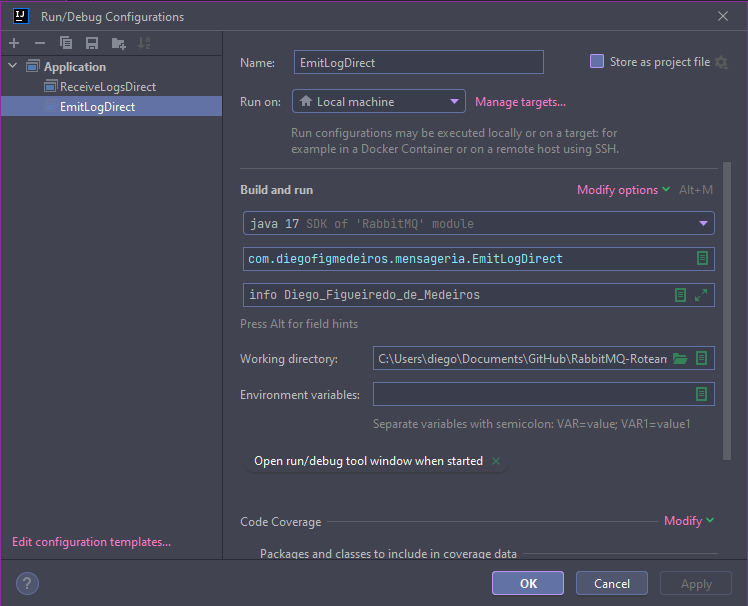 IJ Run/Debug Configurations
Application
ReceiveLogsDirect
EmitLogDirect
Edit configuration templates...
Name: EmitLogDirect
Store as project file
Run on: Local machine Manage targets...
Run configurations may be executed locally or on a target: for
example in a Docker Container or on a remote host using SSH.
Build and run Modify options Alt+M
java 17 SDK of 'RabbitMQ' module
com.diegofigmedeiros.mensageria.EmitLogDirect
info Diego_Figueiredo_de_Medeiros
Press Alt for field hints
Working directory: C:\Users\diego\Documents\GitHub\RabbitMQ-Rotean
Environment variables:
Separate variables with semicolon: VAR=value; VAR1=value1
Open run/debug tool window when started
Code Coverage Modify
Packages and classes to include in coverage data
? OK Cancel Apply